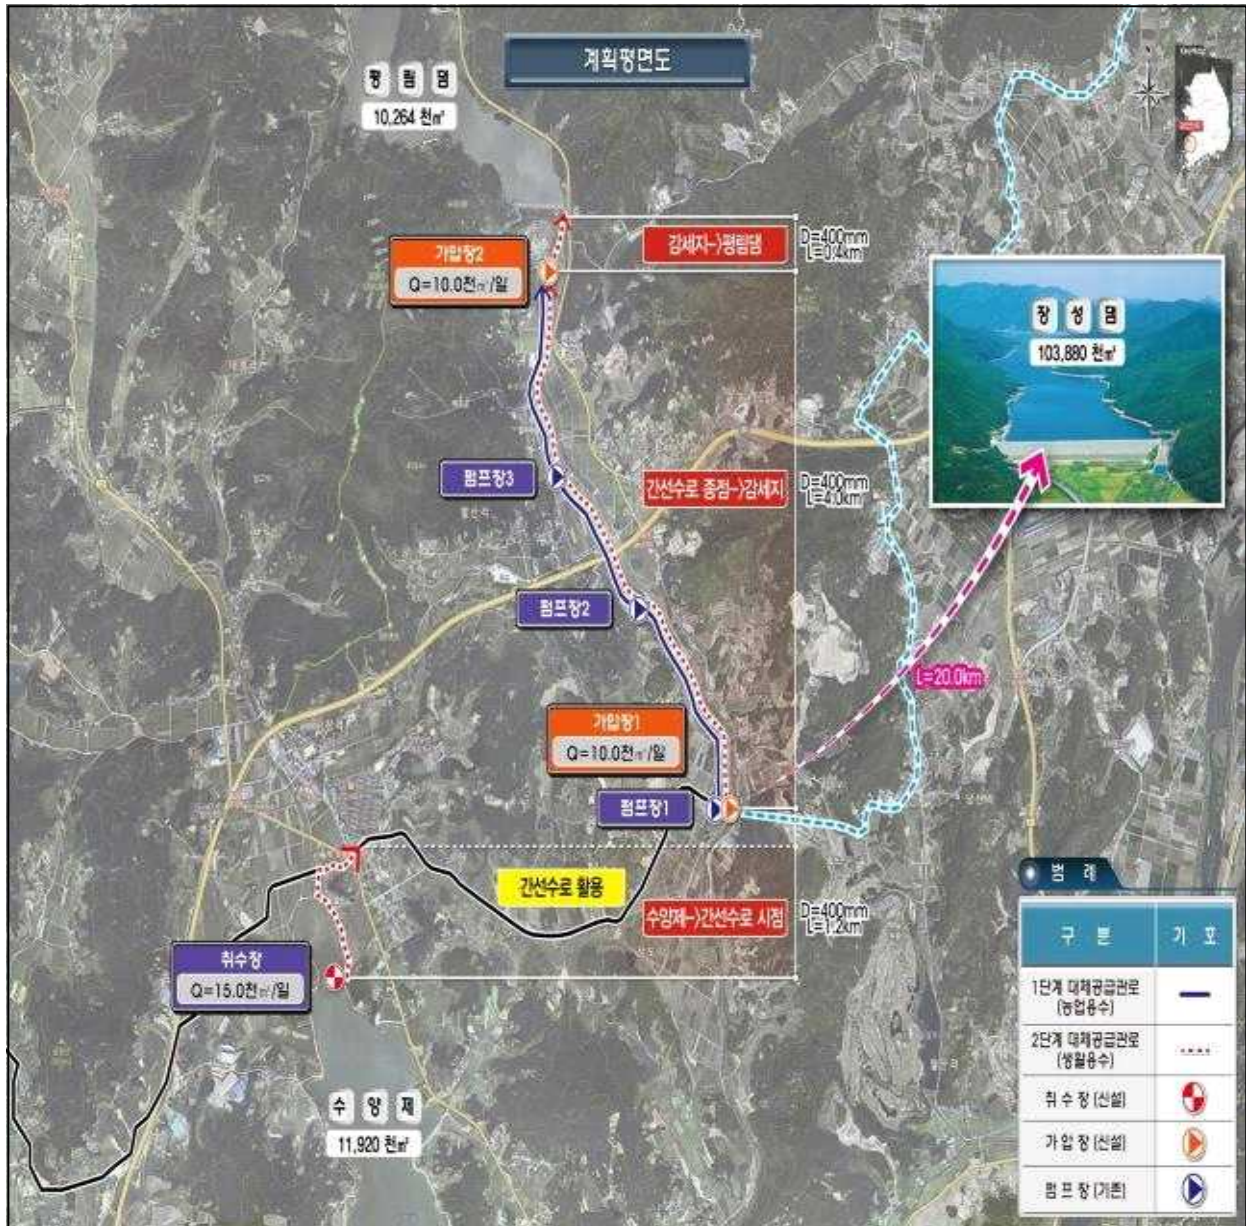 계획평면도
평림댐
10,264 천㎥
가압장2
Q=10.0천㎥/일
감세지->평림댐
D=400mm
L=0.4km
장성댐
103,880 천㎥
펌프장3
간선수로 종점->감세지
D=400mm
L=4.0km
펌프장2
L=20.0km
가압장1
Q=10.0천㎥/일
펌프장1
간선수로 활용
수양제->간선수로 시점
D=400mm
L=1.2km
취수장
Q=15.0천㎥/일
수양제
11,920 천㎥
범 례
구 분 기 호
1단계 대체공급관로
(농업용수)
2단계 대체공급관로
(생활용수)
취 수 장 (신설)
가 압 장 (신설)
펌 프 장 (기존)